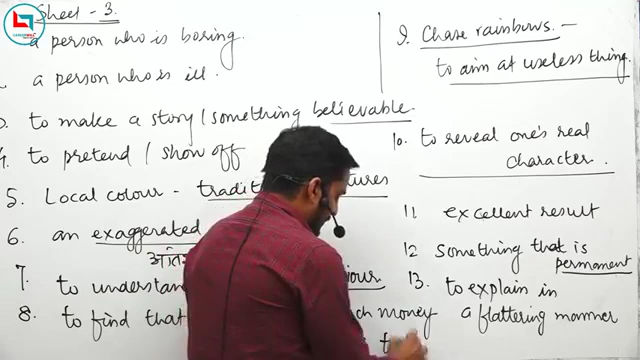 Sheet - 3.
a person who is boring.
a person who is ill.
to make a story / something believable.
4. to pretend / show off
5. Local colour - tradit tures
6. an exaggerated
7. to understan iour
8. to find that ch money
9. Chase rainbows. -
to aim at useless thing.
10. to reveal one's real
character.
11 excellent result
12 Something that is
permanent
13. to explain in
a flattering manner